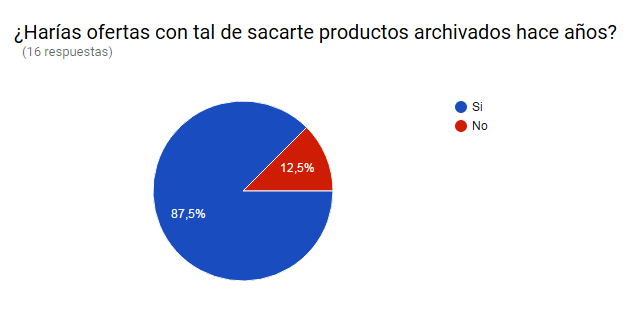 ¿Harías ofertas con tal de sacarte productos archivados hace años?
(16 respuestas)
Si
No
12,5%
87,5%